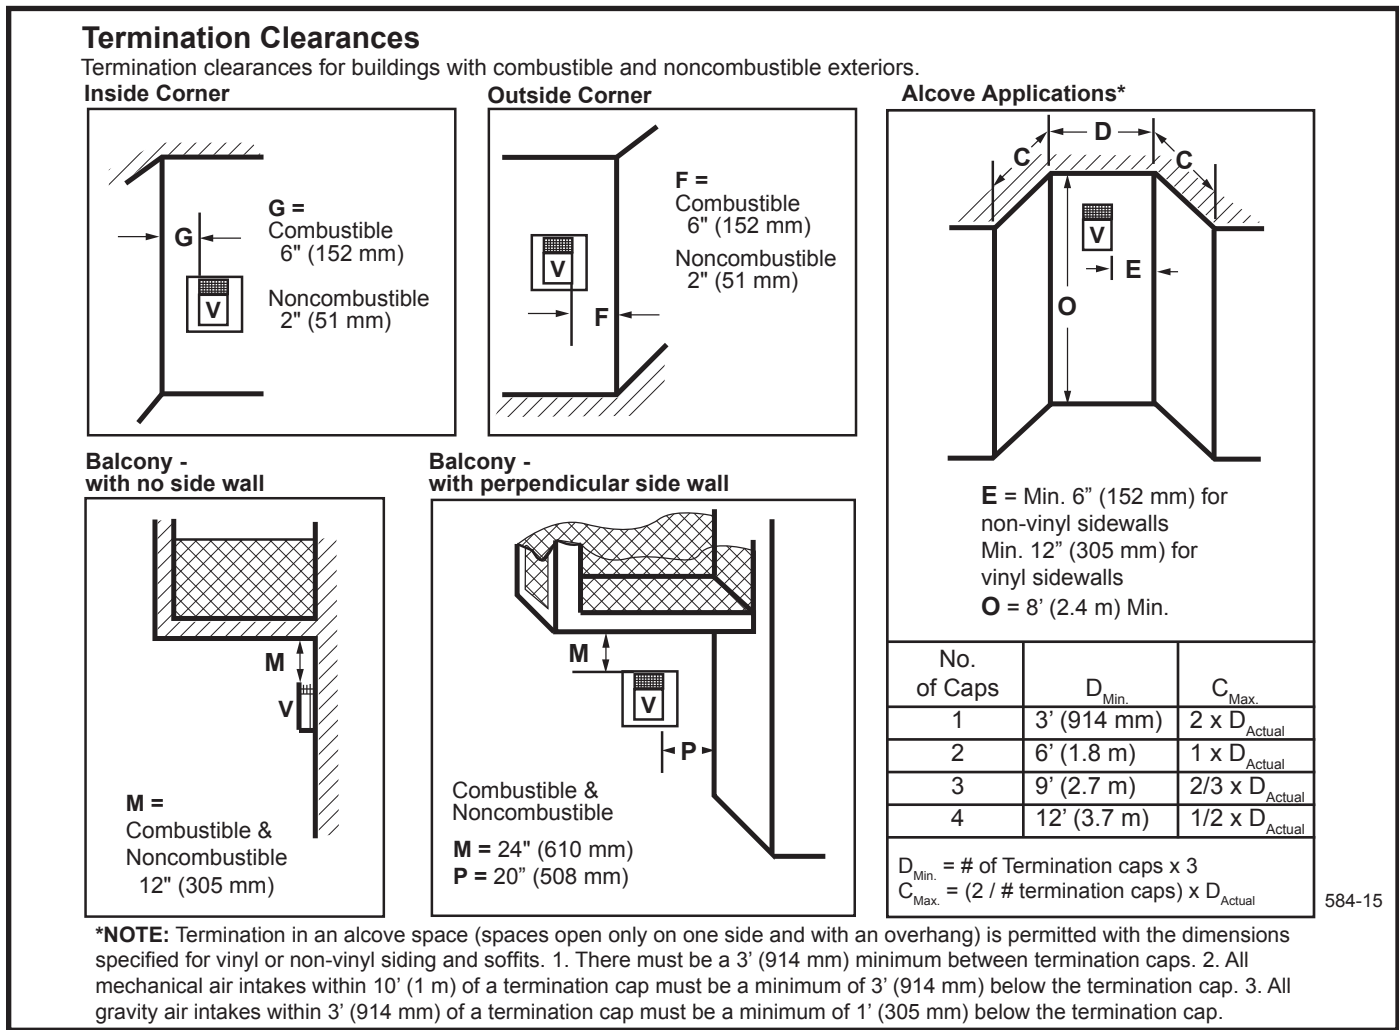 Termination Clearances
Termination clearances for buildings with combustible and noncombustible exteriors.
Inside Corner
G
G =
Combustible
6" (152 mm)
Noncombustible
2" (51 mm)
V
Outside Corner
F =
Combustible
6" (152 mm)
Noncombustible
2" (51 mm)
V
F
Alcove Applications*
D
C
C
V
E
O
E = Min. 6” (152 mm) for
non-vinyl sidewalls
Min. 12” (305 mm) for
vinyl sidewalls
O = 8’ (2.4 m) Min.
No.
of Caps D Min. C Max.
1 3’ (914 mm) 2 x D Actual
2 6’ (1.8 m) 1 x D Actual
3 9’ (2.7 m) 2/3 x D Actual
4 12’ (3.7 m) 1/2 x D Actual
D Min. = # of Termination caps x 3
C Max. = (2 / # termination caps) x D Actual
584-15
Balcony -
with no side wall
M
V
M =
Combustible &
Noncombustible
12" (305 mm)
Balcony -
with perpendicular side wall
M
V
P
Combustible &
Noncombustible
M = 24" (610 mm)
P = 20” (508 mm)
*NOTE: Termination in an alcove space (spaces open only on one side and with an overhang) is permitted with the dimensions
specified for vinyl or non-vinyl siding and soffits. 1. There must be a 3’ (914 mm) minimum between termination caps. 2. All
mechanical air intakes within 10’ (1 m) of a termination cap must be a minimum of 3’ (914 mm) below the termination cap. 3. All
gravity air intakes within 3’ (914 mm) of a termination cap must be a minimum of 1’ (305 mm) below the termination cap.